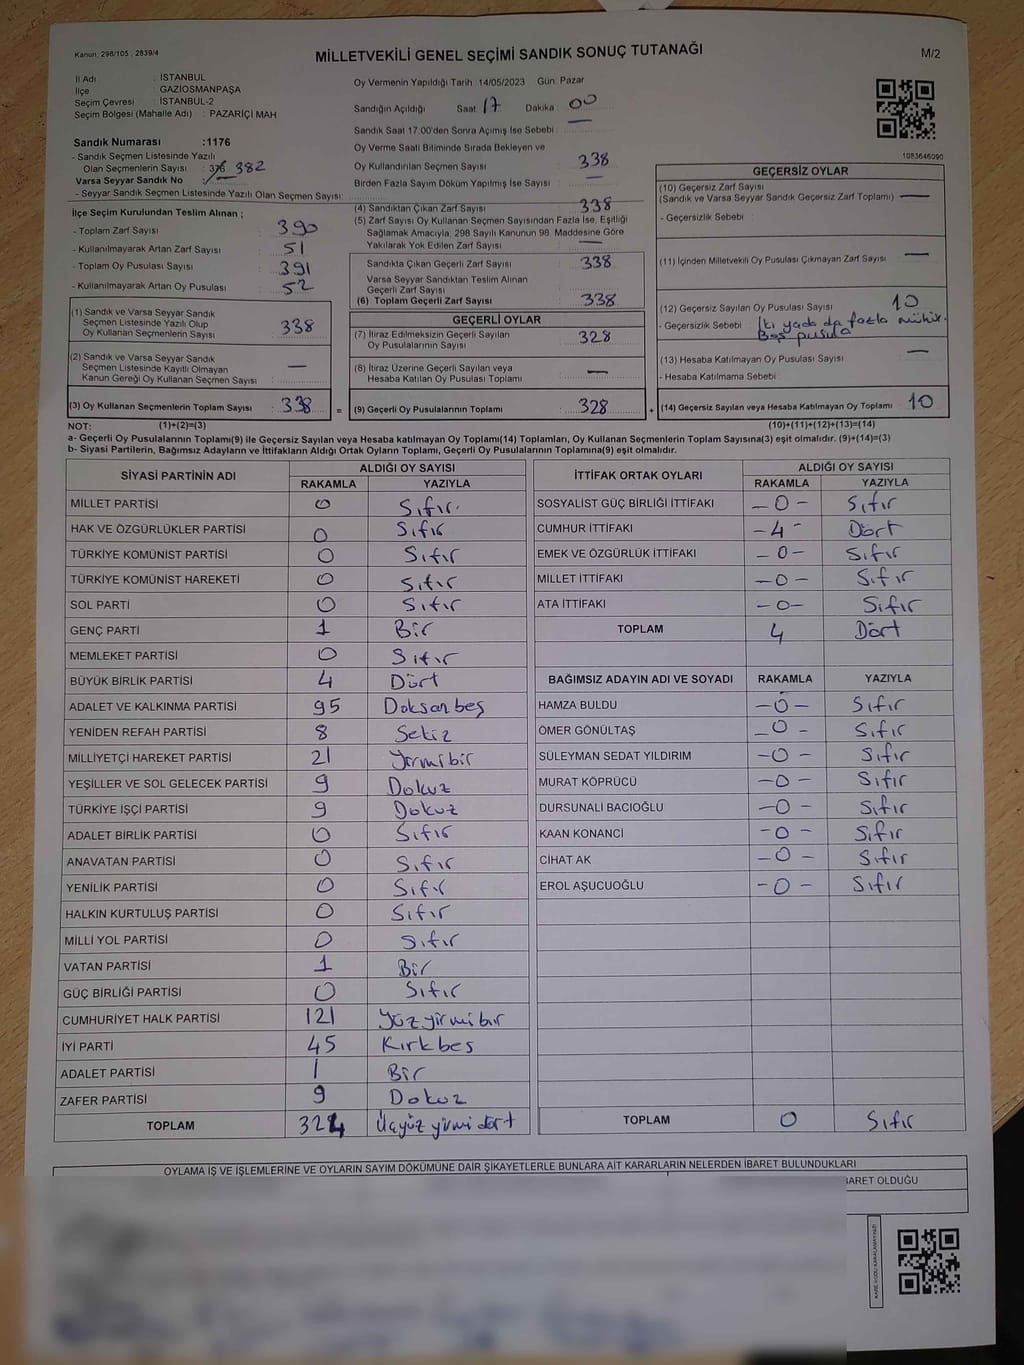 Kanun: 298/105 , 2839/4
MİLLETVEKİLİ GENEL SEÇİMİ SANDIK SONUÇ TUTANAĞI
M/2
İl Adı : İSTANBUL
İlçe : GAZİOSMANPAŞA
Seçim Çevresi : İSTANBUL-2
Seçim Bölgesi (Mahalle Adı) : PAZARİÇİ MAH
Oy Vermenin Yapıldığı Tarih : 14/05/2023 Gün: Pazar
Sandığın Açıldığı Saat : 17 Dakika : 00
Sandık Saat 17:00'den Sonra Açımış İse Sebebi :
Sandık Numarası : 1176
- Sandık Seçmen Listesinde Yazılı
Olan Seçmenlerin Sayısı : 376 382
Varsa Seyyar Sandık No :
- Seyyar Sandık Seçmen Listesinde Yazılı Olan Seçmen Sayısı:
Oy Verme Saati Bitiminde Sırada Bekleyen ve
Oy Kullandırılan Seçmen Sayısı : 338
Birden Fazla Sayım Döküm Yapılmış İse Sayısı : —
1083646090
İlçe Seçim Kurulundan Teslim Alınan ;
- Toplam Zarf Sayısı : 390
- Kullanılmayarak Artan Zarf Sayısı : 51
- Toplam Oy Pusulası Sayısı : 391
- Kullanılmayarak Artan Oy Pusulası : 52
(1) Sandık ve Varsa Seyyar Sandık
Seçmen Listesinde Yazılı Olup
Oy Kullanan Seçmenlerin Sayısı : 338
(2) Sandık ve Varsa Seyyar Sandık
Seçmen Listesinde Kayıtlı Olmayan
Kanun Gereği Oy Kullanan Seçmen Sayısı : —
(3) Oy Kullanan Seçmenlerin Toplam Sayısı : 338 =
(4) Sandıktan Çıkan Zarf Sayısı : 338
(5) Zarf Sayısı Oy Kullanan Seçmen Sayısından Fazla İse, Eşitliği
Sağlamak Amacıyla, 298 Sayılı Kanunun 98. Maddesine Göre
Yakılarak Yok Edilen Zarf Sayısı : —
Sandıkta Çıkan Geçerli Zarf Sayısı : 338
Varsa Seyyar Sandıktan Teslim Alınan
Geçerli Zarf Sayısı :
(6) Toplam Geçerli Zarf Sayısı : 338
GEÇERLİ OYLAR
(7) İtiraz Edilmeksizin Geçerli Sayılan
Oy Pusulalarının Sayısı : 328
(8) İtiraz Üzerine Geçerli Sayılan veya
Hesaba Katılan Oy Pusulası Toplamı : —
(9) Geçerli Oy Pusulalarının Toplamı : 328 +
GEÇERSİZ OYLAR
(10) Geçersiz Zarf Sayısı
(Sandık ve Varsa Seyyar Sandık Geçersiz Zarf Toplamı) : —
- Geçersizlik Sebebi :
(11) İçinden Milletvekili Oy Pusulası Çıkmayan Zarf Sayısı : —
(12) Geçersiz Sayılan Oy Pusulası Sayısı : 10
- Geçersizlik Sebebi : İki yada da fazla mühür.
Boş pusula
(13) Hesaba Katılmayan Oy Pusulası Sayısı : —
- Hesaba Katılmama Sebebi :
(14) Geçersiz Sayılan veya Hesaba Katılmayan Oy Toplamı : 10
NOT: (1)+(2)=(3) (10)+(11)+(12)+(13)=(14)
a- Geçerli Oy Pusulalarının Toplam(9) ile Geçersiz Sayılan veya Hesaba katılmayan Oy Toplamı(14) Toplamları, Oy Kullanan Seçmenlerin Toplam Sayısına(3) eşit olmalıdır. (9)+(14)=(3)
b- Siyasi Partilerin, Bağımsız Adayların ve İttifakların Aldığı Ortak Oyların Toplamı, Geçerli Oy Pusulalarının Toplamına(9) eşit olmalıdır.
SİYASİ PARTİNİN ADI ALDIĞI OY SAYISI
RAKAMLA YAZIYLA
MİLLET PARTİSİ 0 Sıfır.
HAK VE ÖZGÜRLÜKLER PARTİSİ 0 Sıfır
TÜRKİYE KOMÜNİST PARTİSİ 0 Sıfır
TÜRKİYE KOMÜNİST HAREKETİ 0 Sıfır
SOL PARTİ 0 Sıfır
GENÇ PARTİ 1 Bir
MEMLEKET PARTİSİ 0 Sıfır
BÜYÜK BİRLİK PARTİSİ 4 Dört
ADALET VE KALKINMA PARTİSİ 95 Doksanbeş
YENİDEN REFAH PARTİSİ 8 Sekiz
MİLLİYETÇİ HAREKET PARTİSİ 21 Yirmibir
YEŞİLLER VE SOL GELECEK PARTİSİ 9 Dokuz
TÜRKİYE İŞÇİ PARTİSİ 9 Dokuz
ADALET BİRLİK PARTİSİ 0 Sıfır
ANAVATAN PARTİSİ 0 Sıfır
YENİLİK PARTİSİ 0 Sıfır
HALKIN KURTULUŞ PARTİSİ 0 Sıfır
MİLLİ YOL PARTİSİ 0 Sıfır
VATAN PARTİSİ 1 Bir
GÜÇ BİRLİĞİ PARTİSİ 0 Sıfır
CUMHURİYET HALK PARTİSİ 121 Yüzyirmibir
İYİ PARTİ 45 Kırkbeş
ADALET PARTİSİ 1 Bir
ZAFER PARTİSİ 9 Dokuz
TOPLAM 324 Üçyüzyirmidört
İTTİFAK ORTAK OYLARI ALDIĞI OY SAYISI
RAKAMLA YAZIYLA
SOSYALİST GÜÇ BİRLİĞİ İTTİFAKI -0- Sıfır
CUMHUR İTTİFAKI -4- Dört
EMEK VE ÖZGÜRLÜK İTTİFAKI -0- Sıfır
MİLLET İTTİFAKI -0- Sıfır
ATA İTTİFAKI -0- Sıfır
TOPLAM 4 Dört
BAĞIMSIZ ADAYIN ADI VE SOYADI RAKAMLA YAZIYLA
HAMZA BULDU -0- Sıfır
ÖMER GÖNÜLTAŞ -0- Sıfır
SÜLEYMAN SEDAT YILDIRIM -0- Sıfır
MURAT KÖPRÜCÜ -0- Sıfır
DURSUNALİ BACIOĞLU -0- Sıfır
KAAN KONANCİ -0- Sıfır
CİHAT AK -0- Sıfır
EROL AŞUCUOĞLU -0- Sıfır
TOPLAM 0 Sıfır
OYLAMA İŞ VE İŞLEMLERİNE VE OYLARIN SAYIM DÖKÜMÜNE DAİR ŞİKAYETLERLE BUNLARA AİT KARARLARIN NELERDEN İBARET BULUNDUKLARI
BARET OLDUĞU